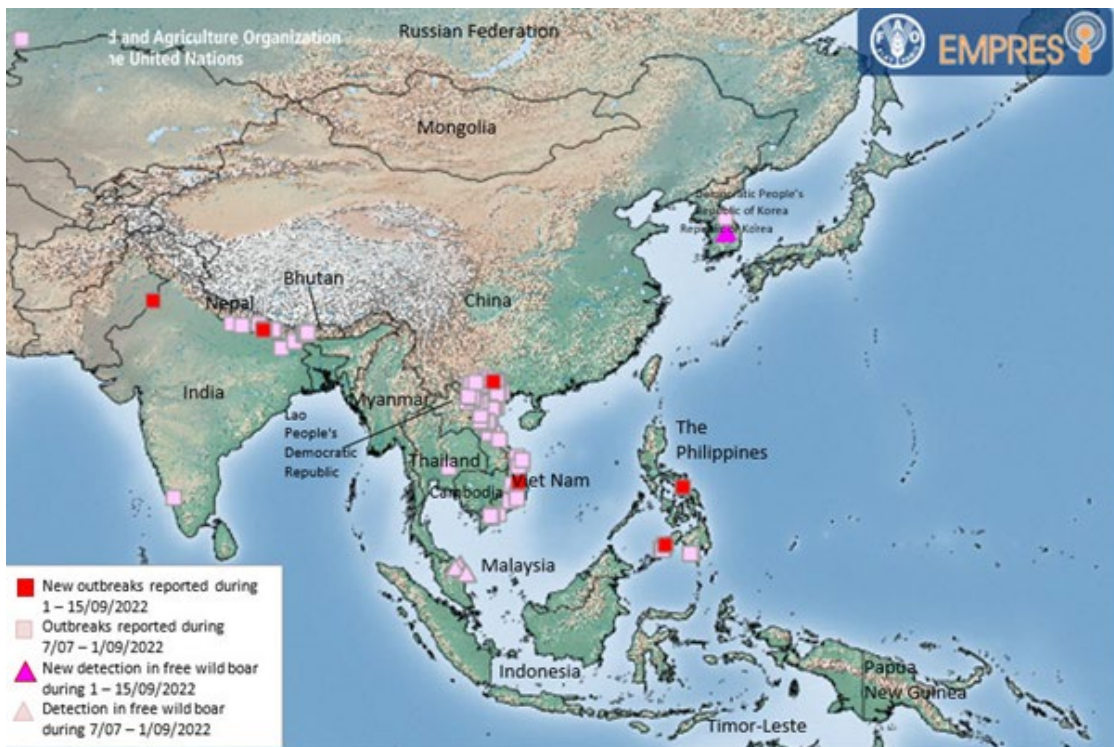 d and Agriculture Organization
he United Nations
Russian Federation
EMPRES
FAO
Mongolia
Democratic People's
Republic of Korea
Republic of Korea
Bhutan
Nepal
China
India
Myanmar
Lao
People's
Democratic
Republic
Thailand
Cambodia
Viet Nam
The
Philippines
Malaysia
Indonesia
Papua
New Guinea
Timor-Leste
New outbreaks reported during
1 – 15/09/2022
Outbreaks reported during
7/07 – 1/09/2022
New detection in free wild boar
during 1 – 15/09/2022
Detection in free wild boar
during 7/07 – 1/09/2022